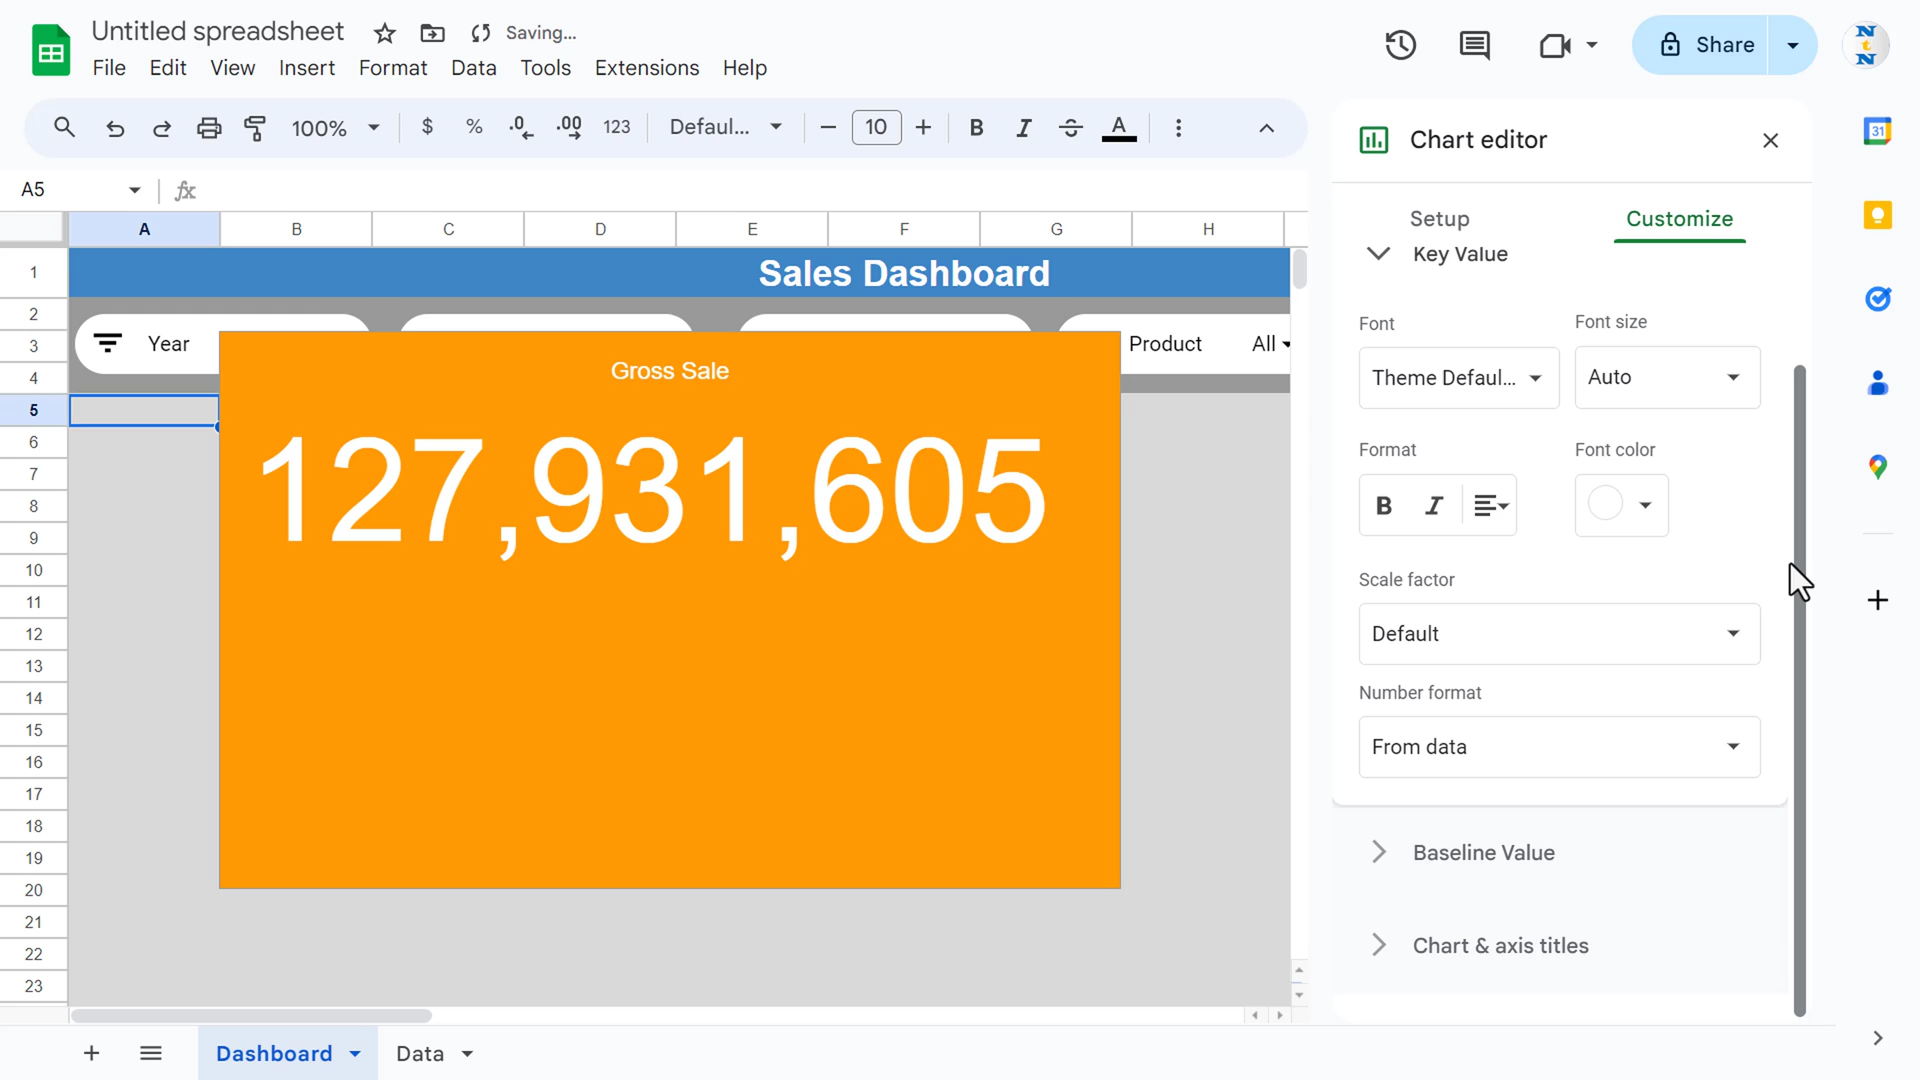 Untitled spreadsheet
Saving...
File Edit View Insert Format Data Tools Extensions Help
Share
N
t
N
100%
$ % .0 .00 123 Defaul... 10 B I A
A5
fx
A B C D E F G H
1
2
3
4
5
6
7
8
9
10
11
12
13
14
15
16
17
18
19
20
21
22
23
Sales Dashboard
Year
Product All
Gross Sale
127,931,605
Chart editor
Setup
Customize
Key Value
Font
Font size
Theme Defaul...
Auto
Format
Font color
B I
Scale factor
Default
Number format
From data
Baseline Value
Chart & axis titles
31
Dashboard
Data